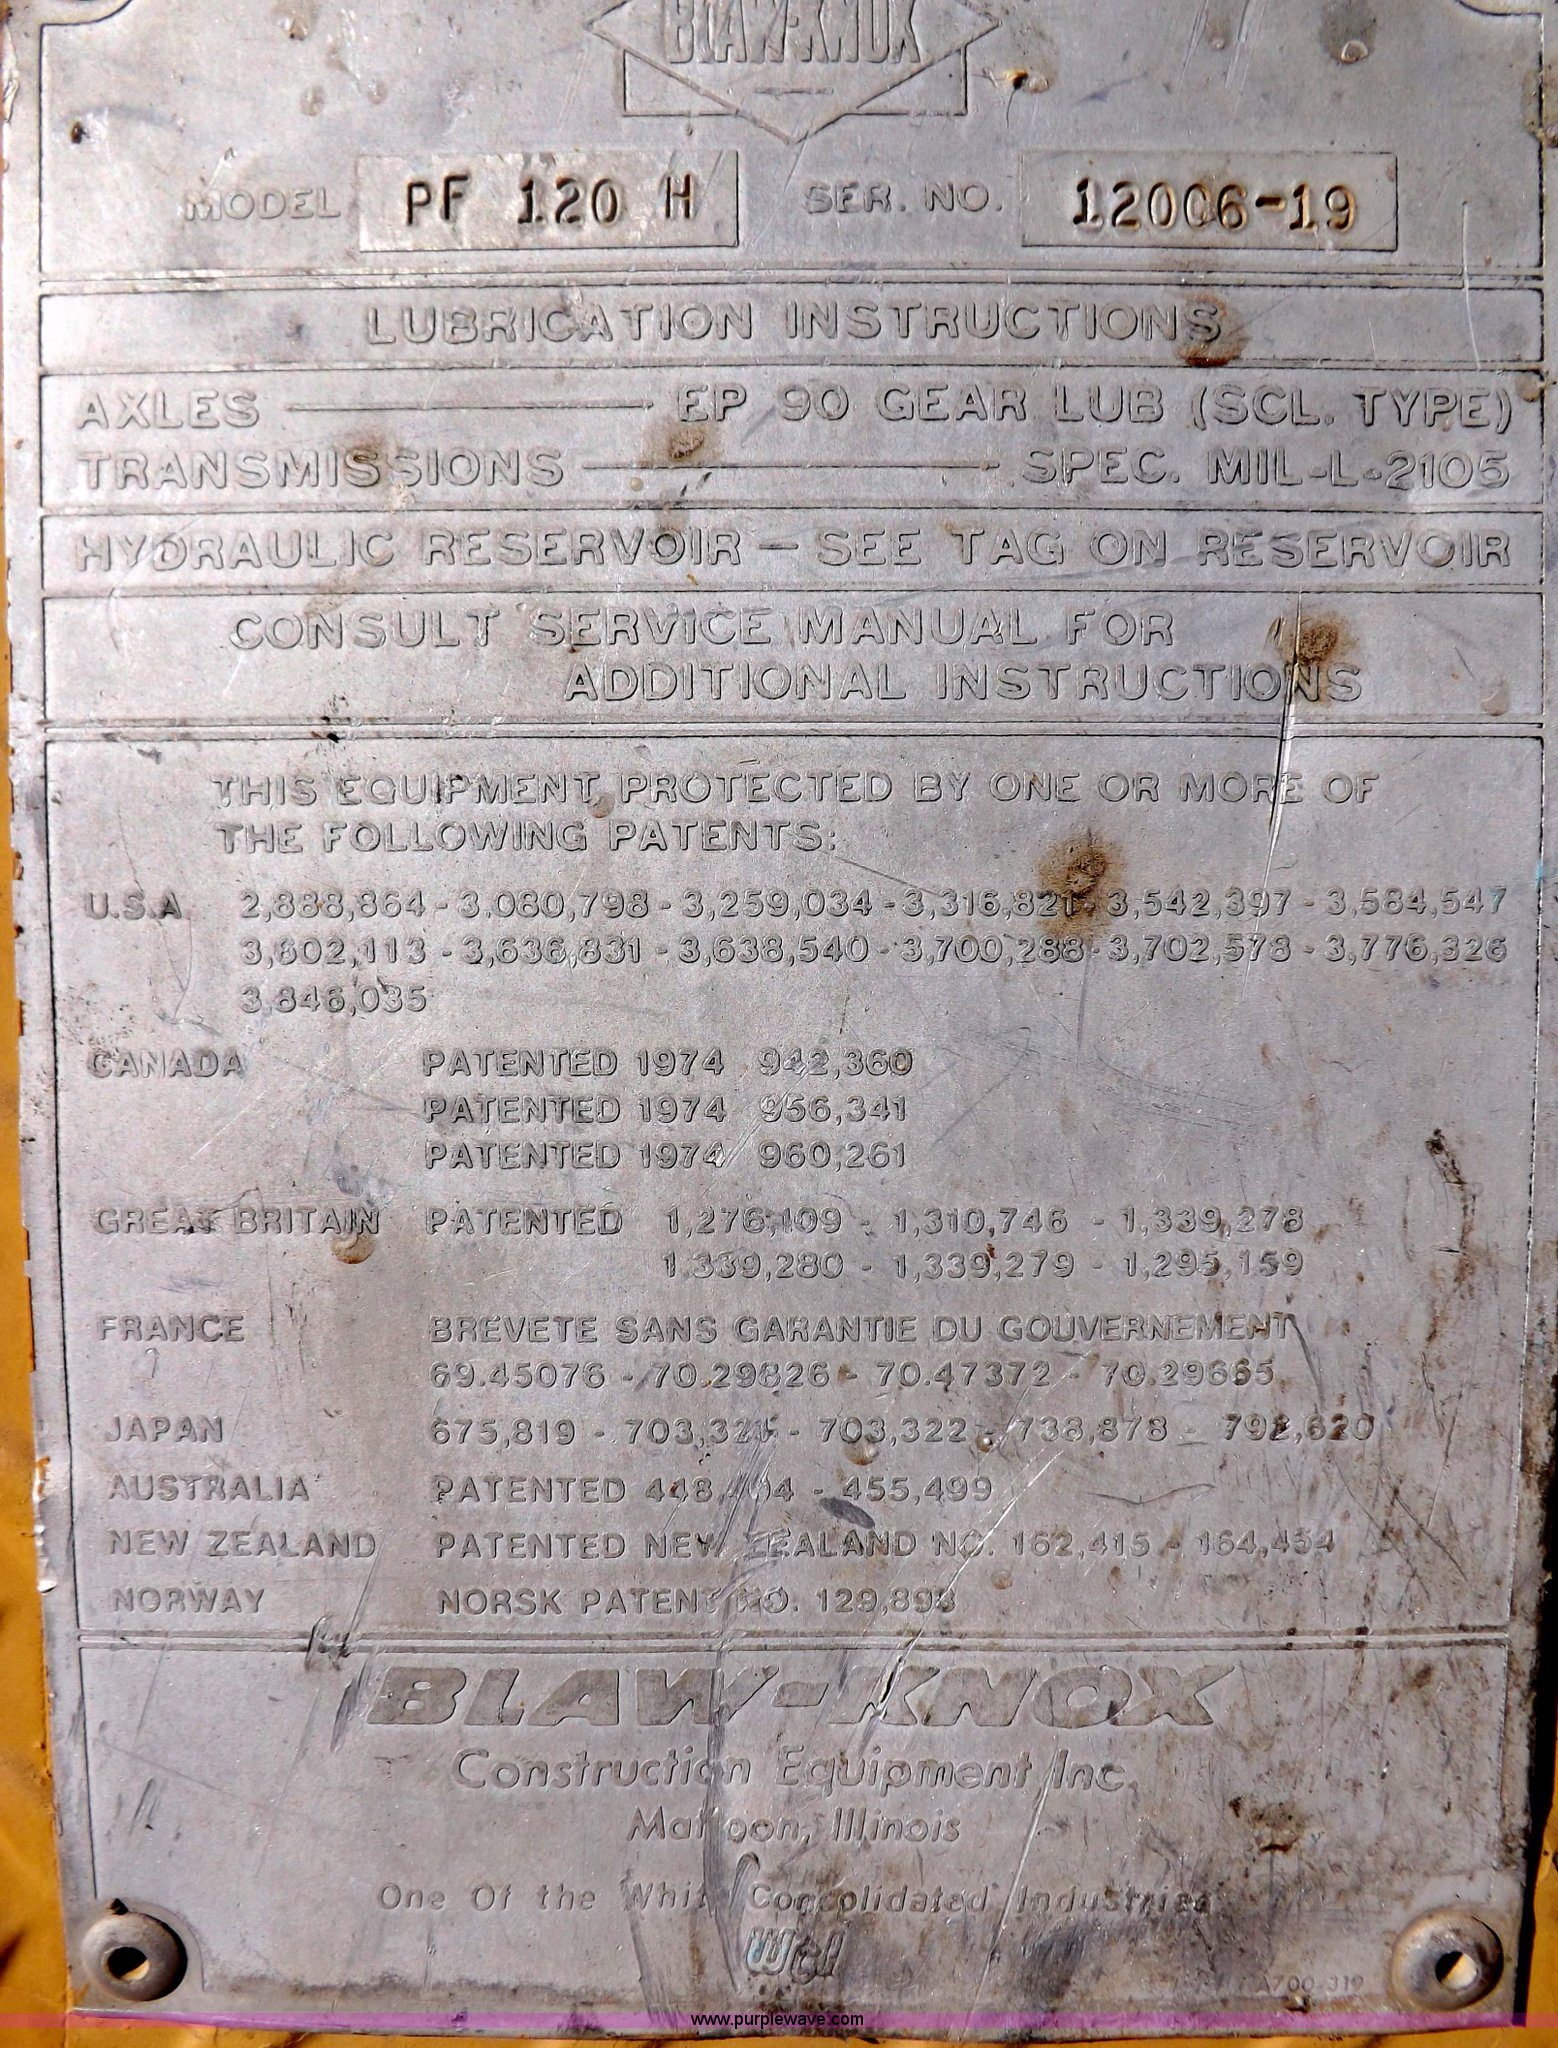 BLAW-KNOX
MODEL PF 120 H SER. NO. 12006-19
LUBRICATION INSTRUCTIONS
AXLES EP 90 GEAR LUB (SCL. TYPE)
TRANSMISSIONS SPEC. MIL-L-2105
HYDRAULIC RESERVOIR — SEE TAG ON RESERVOIR
CONSULT SERVICE MANUAL FOR
ADDITIONAL INSTRUCTIONS
THIS EQUIPMENT PROTECTED BY ONE OR MORE OF
THE FOLLOWING PATENTS:
U.S.A. 2,888,864 - 3,080,798 - 3,259,034 - 3,316,821 - 3,542,397 - 3,584,547
3,602,113 - 3,636,831 - 3,638,540 - 3,700,288 - 3,702,578 - 3,776,326
3,846,035
CANADA PATENTED 1974 942,360
PATENTED 1974 956,341
PATENTED 1974 960,261
GREAT BRITAIN PATENTED 1,276,109 - 1,310,746 - 1,339,278
1,339,280 - 1,339,279 - 1,295,159
FRANCE BREVETE SANS GARANTIE DU GOUVERNEMENT
69.45076 - 70.29826 - 70.47372 - 70.29665
JAPAN 675,819 - 703,321 - 703,322 - 738,878 - 792,620
AUSTRALIA PATENTED - 455,499
NEW ZEALAND PATENTED NEW ZEALAND NO. 162,415 - 164,454
NORWAY NORSK PATENT NO. 129,893
BLAW-KNOX
Construction Equipment Inc.
Mattoon, Illinois
One Of the White Consolidated Industries
WCI
www.purplewave.com